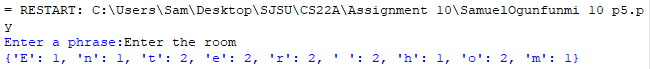 = RESTART: C:\Users\Sam\Desktop\SJSU\CS22A\Assignment 10\SamuelOgunfunmi 10 p5.p
y
Enter a phrase:Enter the room
{'E': 1, 'n': 1, 't': 2, 'e': 2, 'r': 2, ' ': 2, 'h': 1, 'o': 2, 'm': 1}